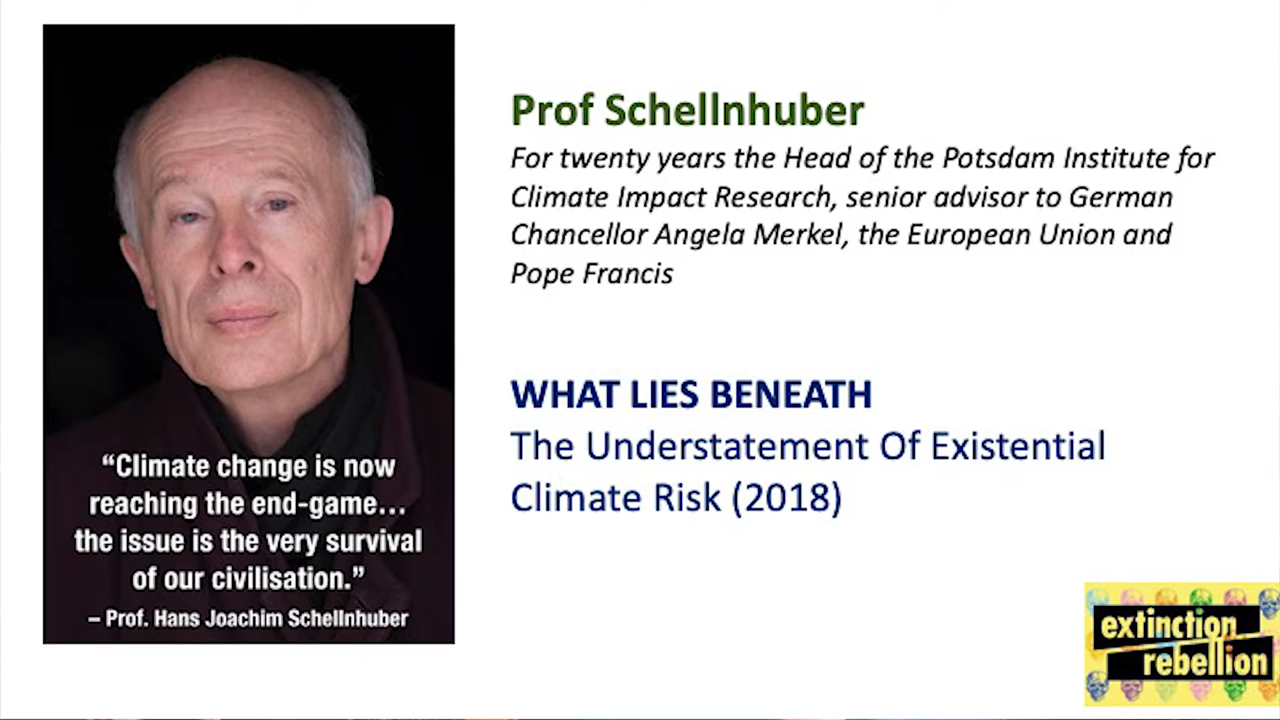 Prof Schellnhuber
For twenty years the Head of the Potsdam Institute for
Climate Impact Research, senior advisor to German
Chancellor Angela Merkel, the European Union and
Pope Francis
WHAT LIES BENEATH
The Understatement Of Existential
Climate Risk (2018)
“Climate change is now
reaching the end-game…
the issue is the very survival
of our civilisation.”
– Prof. Hans Joachim Schellnhuber
extinction
rebellion